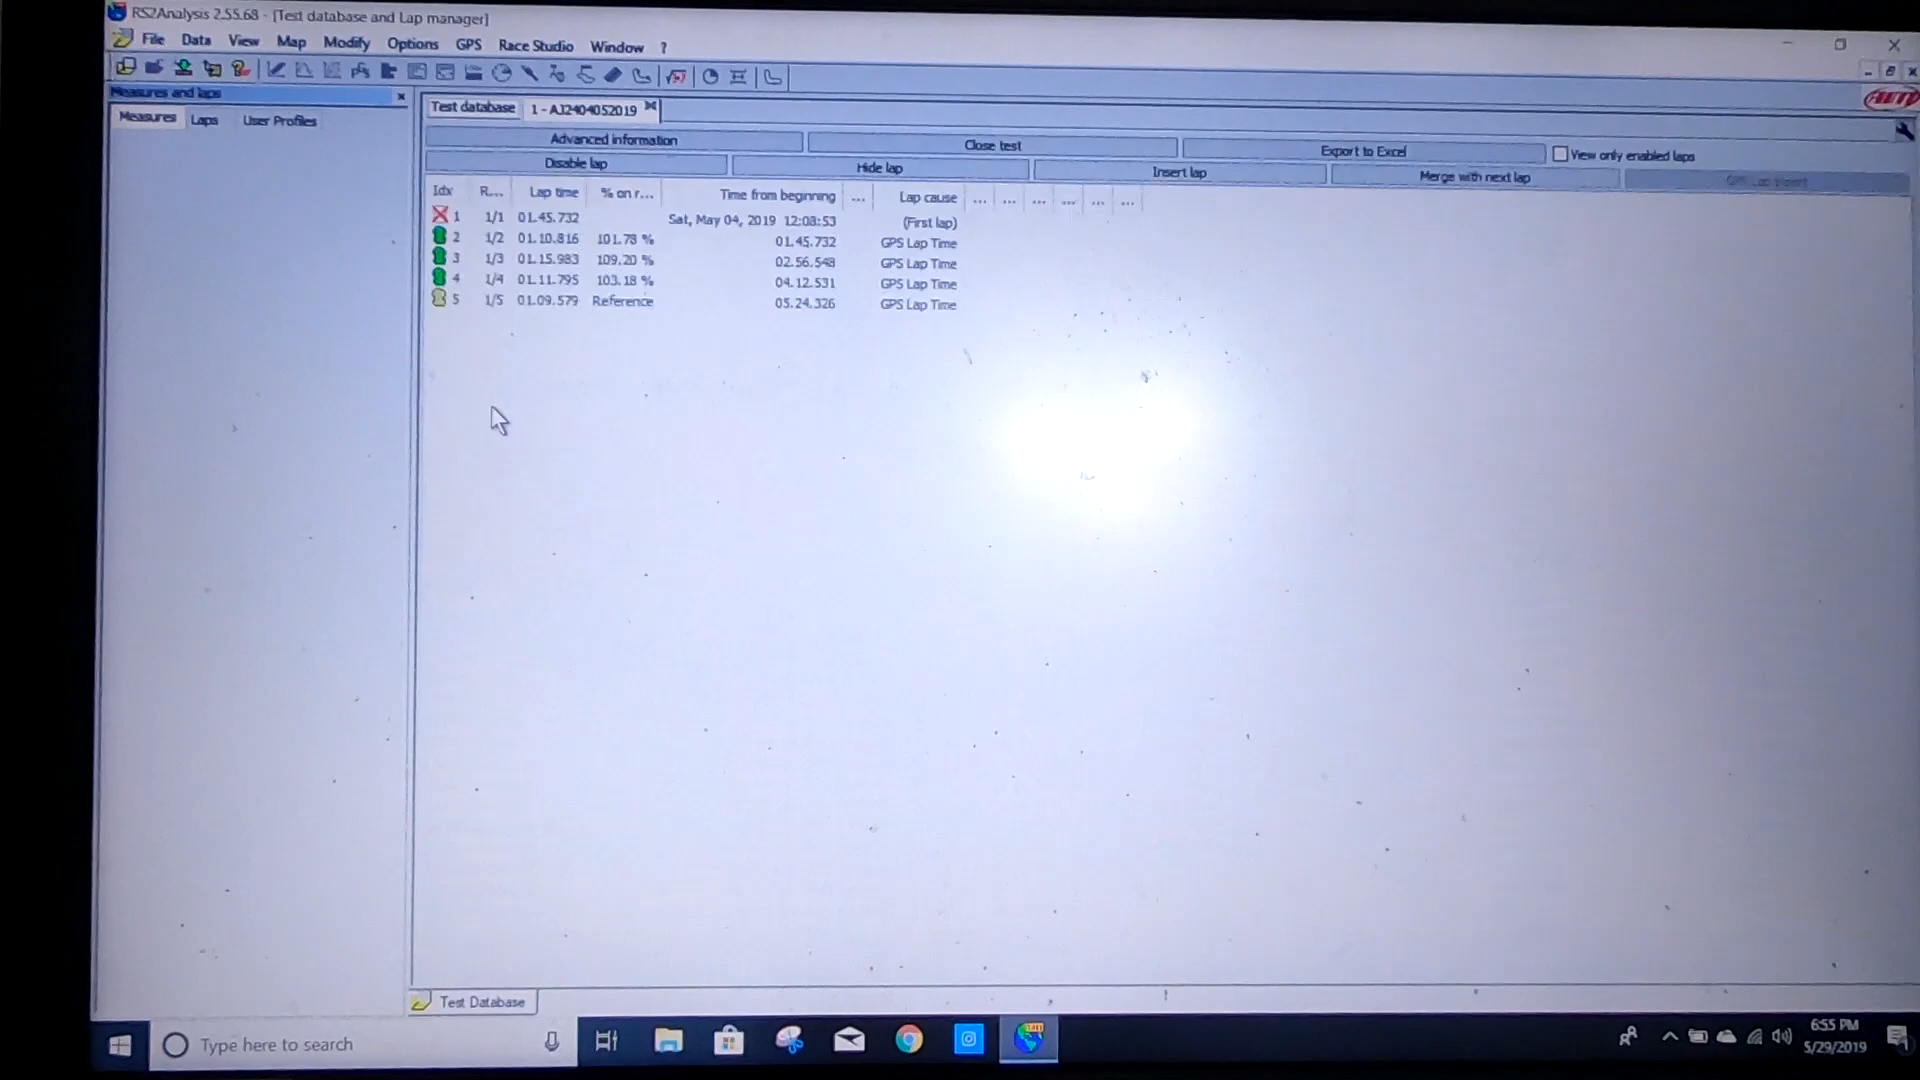 RS2Analysis 2.55.68 - [Test database and Lap manager]
File Data View Map Modify Options GPS Race Studio Window ?
Measures and laps
Measures Laps User Profiles
Test database 1 - AJ2404052019
Advanced information Close test Export to Excel View only enabled laps
Disable lap Hide lap Insert lap Merge with next lap
Idx R... Lap time % on r... Time from beginning ... Lap cause ... ... ... ... ... ...
1 1/1 01.45.732 Sat, May 04, 2019 12:08:53 (First lap)
2 1/2 01.10.816 101.78 % 01.45.732 GPS Lap Time
3 1/3 01.15.983 109.20 % 02.56.548 GPS Lap Time
4 1/4 01.11.795 103.18 % 04.12.531 GPS Lap Time
5 1/5 01.09.579 Reference 05.24.326 GPS Lap Time
Test Database
Type here to search
6:55 PM
5/29/2019